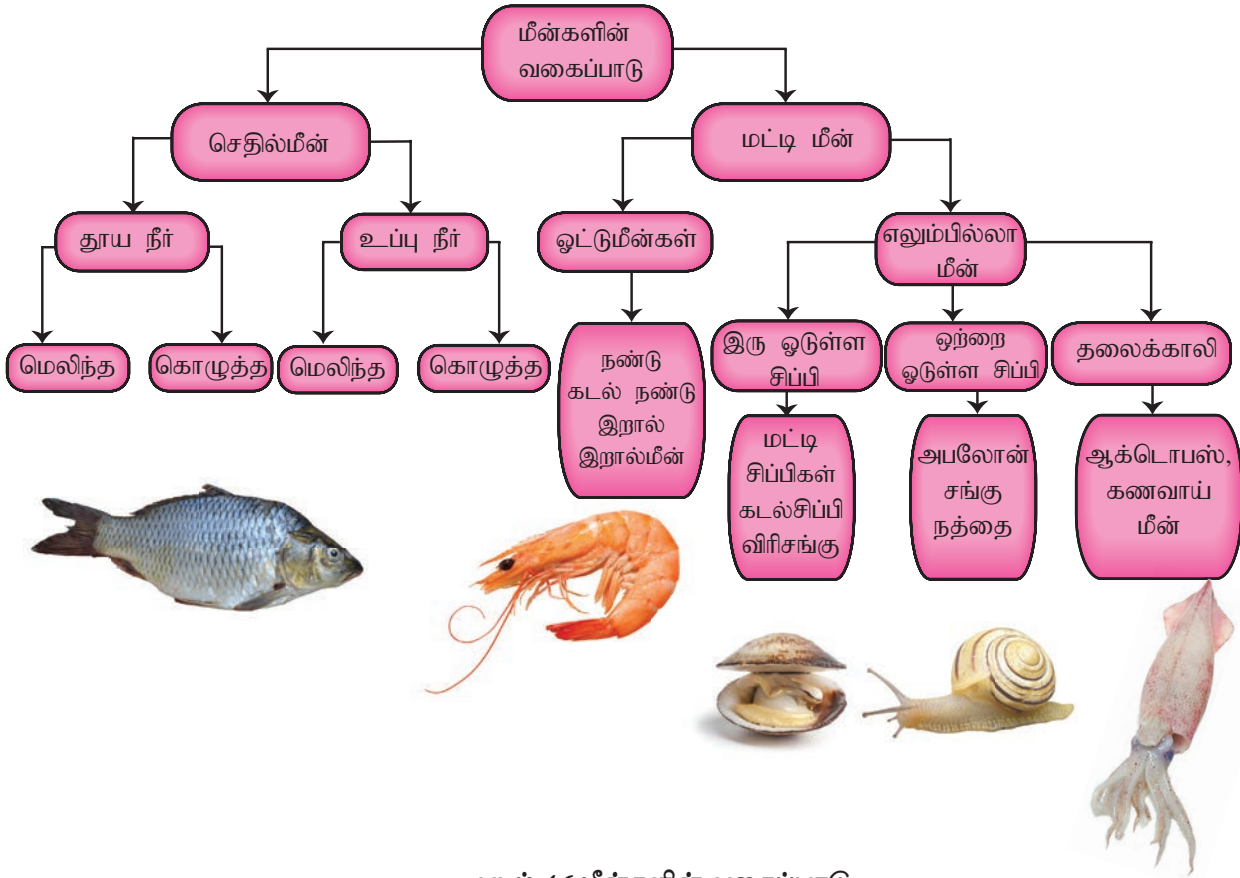 மீன்களின்
வகைப்பாடு
செதில்மீன்
மட்டி மீன்
தூய நீர்
உப்பு நீர்
ஓட்டுமீன்கள்
எலும்பில்லா
மீன்
மெலிந்த
கொழுத்த
மெலிந்த
கொழுத்த
நண்டு
கடல் நண்டு
இறால்
இறால்மீன்
இரு ஓடுள்ள
சிப்பி
ஒற்றை
ஓடுள்ள சிப்பி
தலைக்காலி
மட்டி
சிப்பிகள்
கடல்சிப்பி
விரிசங்கு
அபலோன்
சங்கு
நத்தை
ஆக்டொபஸ்,
கணவாய்
மீன்